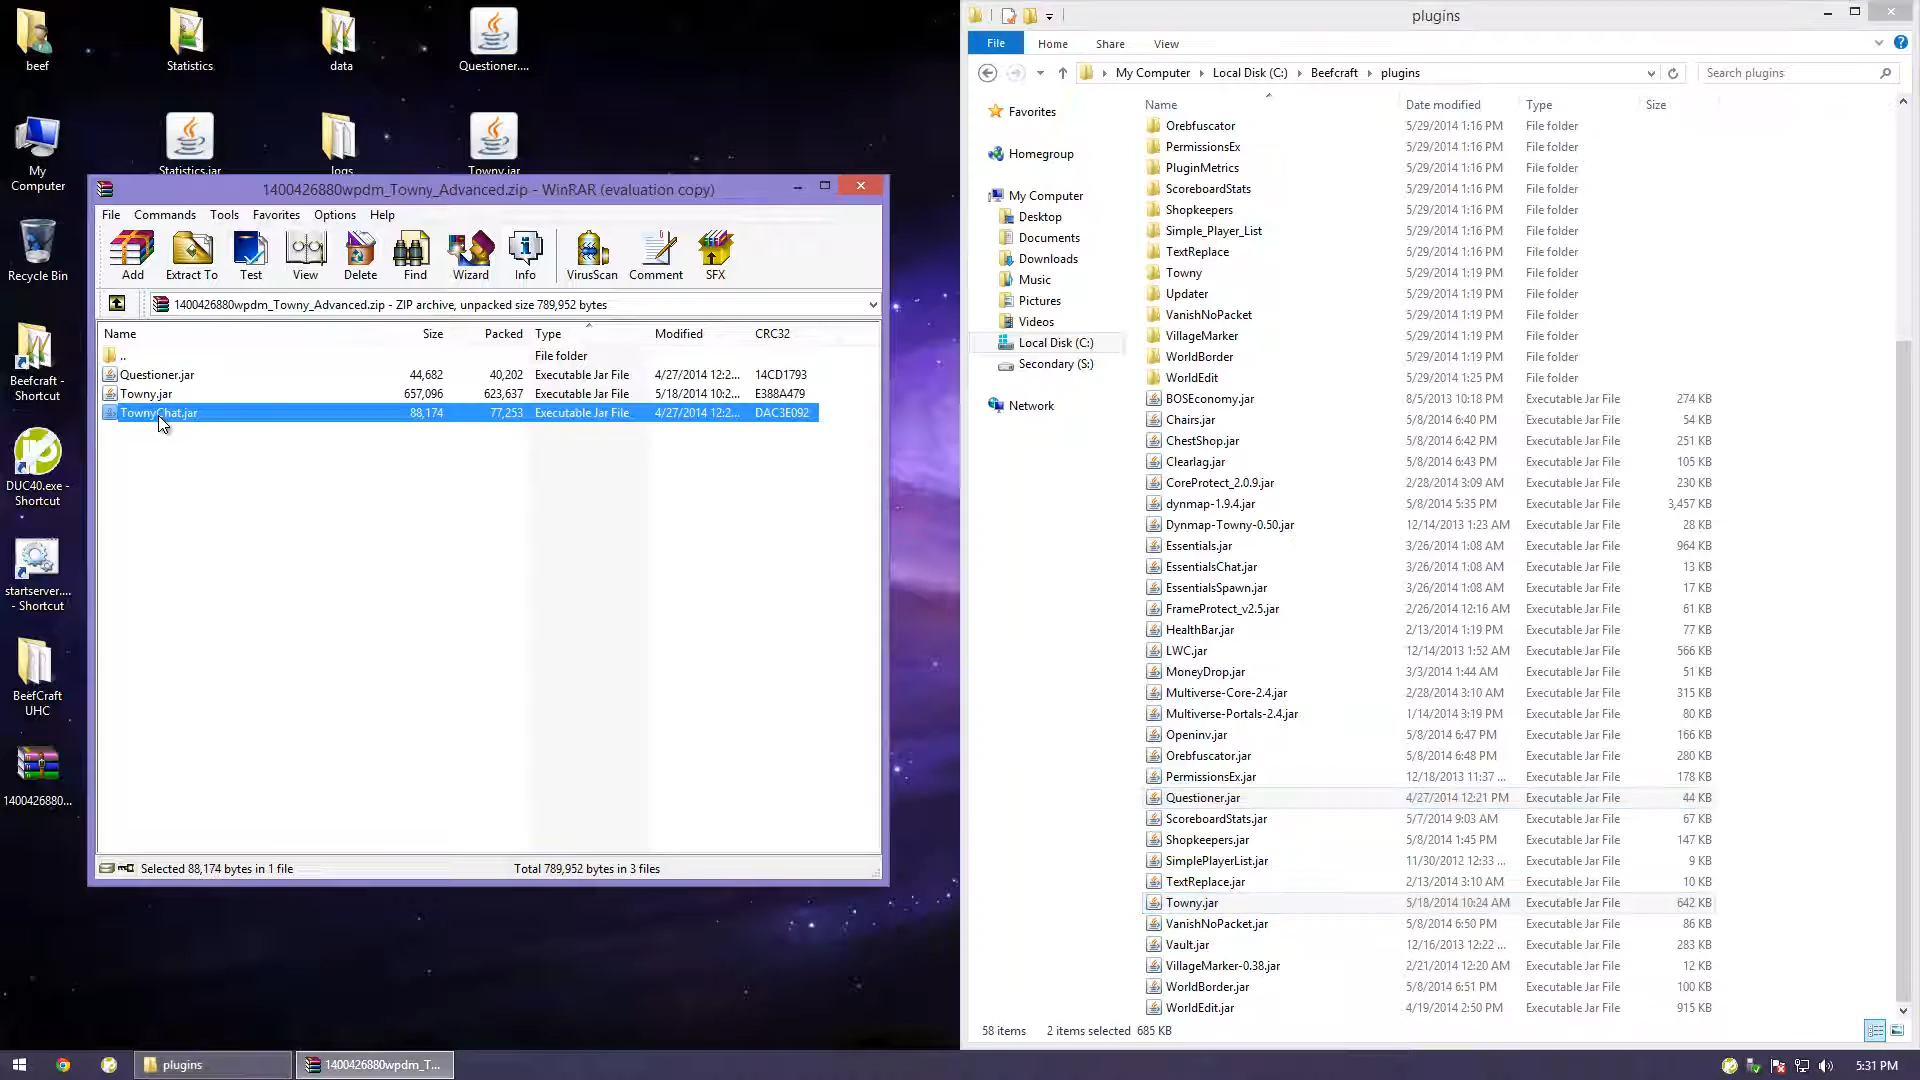 beef
Statistics
data
Questioner....
My
Computer
Statistics.jar
logs
Towny.jar
Recycle Bin
Beefcraft -
Shortcut
DUC40.exe -
Shortcut
startserver....
- Shortcut
BeefCraft
UHC
1400426880...
1400426880wpdm_Towny_Advanced.zip - WinRAR (evaluation copy)
File Commands Tools Favorites Options Help
Add Extract To Test View Delete Find Wizard Info VirusScan Comment SFX
1400426880wpdm_Towny_Advanced.zip - ZIP archive, unpacked size 789,952 bytes
Name Size Packed Type Modified CRC32
.. File folder
Questioner.jar 44,682 40,202 Executable Jar File 4/27/2014 12:2... 14CD1793
Towny.jar 657,096 623,637 Executable Jar File 5/18/2014 10:2... E388A479
TownyChat.jar 88,174 77,253 Executable Jar File 4/27/2014 12:2... DAC3E092
Selected 88,174 bytes in 1 file Total 789,952 bytes in 3 files
plugins
File Home Share View
My Computer Local Disk (C:) Beefcraft plugins Search plugins
Favorites
Homegroup
My Computer
Desktop
Documents
Downloads
Music
Pictures
Videos
Local Disk (C:)
Secondary (S:)
Network
Name Date modified Type Size
Orebfuscator 5/29/2014 1:16 PM File folder
PermissionsEx 5/29/2014 1:16 PM File folder
PluginMetrics 5/29/2014 1:16 PM File folder
ScoreboardStats 5/29/2014 1:16 PM File folder
Shopkeepers 5/29/2014 1:16 PM File folder
Simple_Player_List 5/29/2014 1:16 PM File folder
TextReplace 5/29/2014 1:16 PM File folder
Towny 5/29/2014 1:19 PM File folder
Updater 5/29/2014 1:19 PM File folder
VanishNoPacket 5/29/2014 1:19 PM File folder
VillageMarker 5/29/2014 1:19 PM File folder
WorldBorder 5/29/2014 1:19 PM File folder
WorldEdit 5/29/2014 1:25 PM File folder
BOSEconomy.jar 8/5/2013 10:18 PM Executable Jar File 274 KB
Chairs.jar 5/8/2014 6:40 PM Executable Jar File 54 KB
ChestShop.jar 5/8/2014 6:42 PM Executable Jar File 251 KB
Clearlag.jar 5/8/2014 6:43 PM Executable Jar File 105 KB
CoreProtect_2.0.9.jar 2/28/2014 3:09 AM Executable Jar File 230 KB
dynmap-1.9.4.jar 5/8/2014 5:35 PM Executable Jar File 3,457 KB
Dynmap-Towny-0.50.jar 12/14/2013 1:23 AM Executable Jar File 28 KB
Essentials.jar 3/26/2014 1:08 AM Executable Jar File 964 KB
EssentialsChat.jar 3/26/2014 1:08 AM Executable Jar File 13 KB
EssentialsSpawn.jar 3/26/2014 1:08 AM Executable Jar File 17 KB
FrameProtect_v2.5.jar 2/26/2014 12:16 AM Executable Jar File 61 KB
HealthBar.jar 2/13/2014 1:19 PM Executable Jar File 77 KB
LWC.jar 12/14/2013 1:52 AM Executable Jar File 566 KB
MoneyDrop.jar 3/3/2014 1:44 AM Executable Jar File 51 KB
Multiverse-Core-2.4.jar 2/28/2014 3:10 AM Executable Jar File 315 KB
Multiverse-Portals-2.4.jar 1/14/2014 3:19 PM Executable Jar File 80 KB
Openinv.jar 5/8/2014 6:47 PM Executable Jar File 166 KB
Orebfuscator.jar 5/8/2014 6:48 PM Executable Jar File 280 KB
PermissionsEx.jar 12/18/2013 11:37 ... Executable Jar File 178 KB
Questioner.jar 4/27/2014 12:21 PM Executable Jar File 44 KB
ScoreboardStats.jar 5/7/2014 9:03 AM Executable Jar File 67 KB
Shopkeepers.jar 5/8/2014 1:45 PM Executable Jar File 147 KB
SimplePlayerList.jar 11/30/2012 12:33 ... Executable Jar File 9 KB
TextReplace.jar 2/13/2014 3:10 AM Executable Jar File 10 KB
Towny.jar 5/18/2014 10:24 AM Executable Jar File 642 KB
VanishNoPacket.jar 5/8/2014 6:50 PM Executable Jar File 86 KB
Vault.jar 12/16/2013 12:22 ... Executable Jar File 283 KB
VillageMarker-0.38.jar 2/21/2014 12:20 AM Executable Jar File 12 KB
WorldBorder.jar 5/8/2014 6:51 PM Executable Jar File 100 KB
WorldEdit.jar 4/19/2014 2:50 PM Executable Jar File 915 KB
58 items 2 items selected 685 KB
plugins 1400426880wpdm_T... 5:31 PM